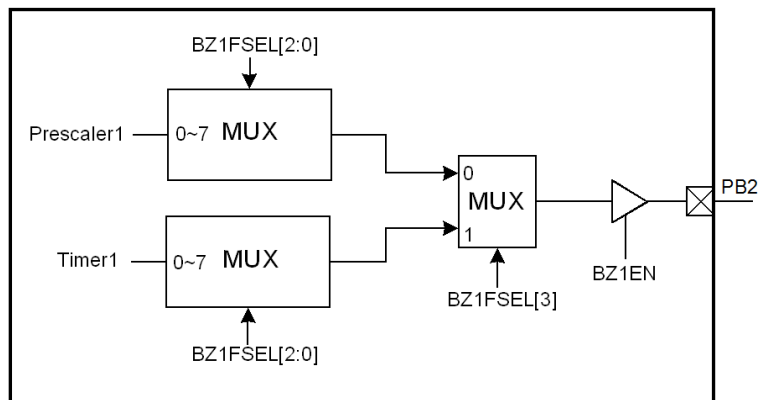 BZ1FSEL[2:0]
Prescaler1
0~7 MUX
0
MUX
1
PB2
BZ1EN
Timer1
0~7 MUX
BZ1FSEL[3]
BZ1FSEL[2:0]